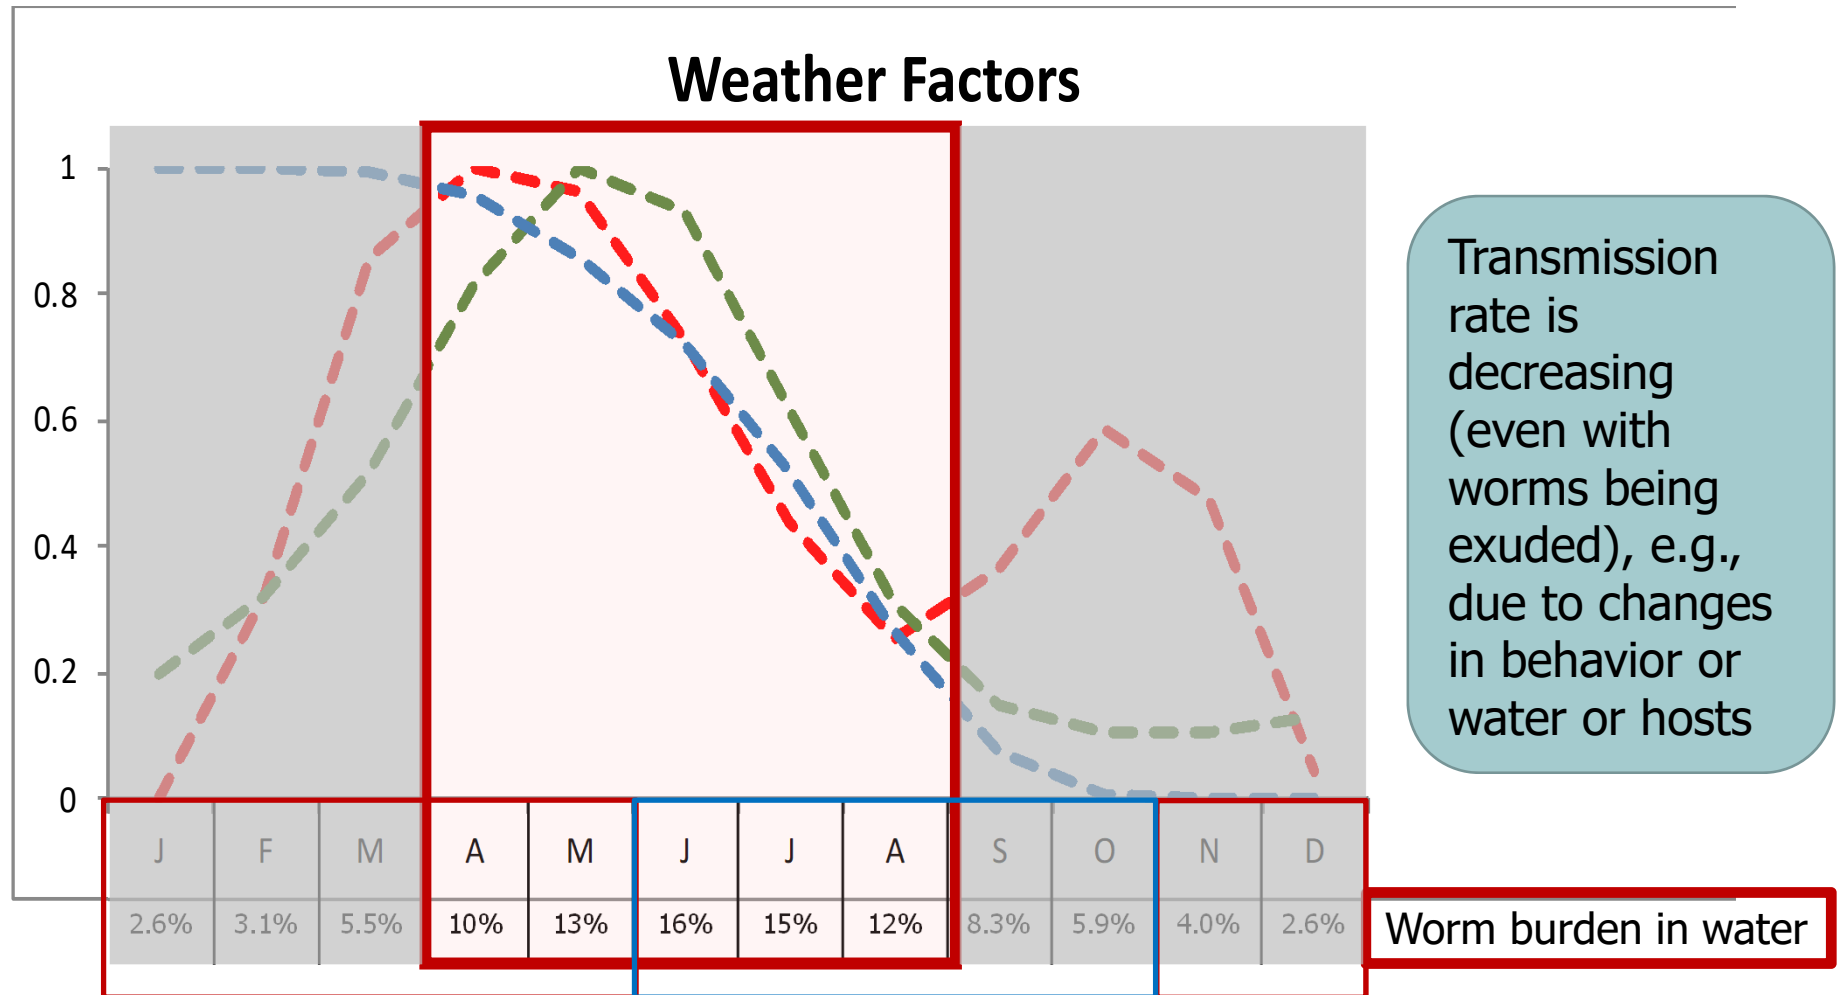 Weather Factors
1
0.8
0.6
0.4
0.2
0
J F M A M J J A S O N D
2.6% 3.1% 5.5% 10% 13% 16% 15% 12% 8.3% 5.9% 4.0% 2.6%
Worm burden in water
Transmission
rate is
decreasing
(even with
worms being
exuded), e.g.,
due to changes
in behavior or
water or hosts